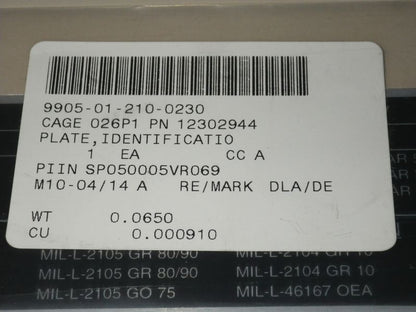 9905-01-210-0230
CAGE 026P1 PN 12302944
PLATE,IDENTIFICATIO
1 EA CC A
PIIN SP050005VR069
M10-04/14 A RE/MARK DLA/DE
WT 0.0650
CU 0.000910
MIL-L-2105 GR 80/90 MIL-L-2104 GR 10
MIL-L-2105 GR 80/90 MIL-L-2104 GR 10
MIL-L-2105 GO 75 MIL-L-46167 OEA